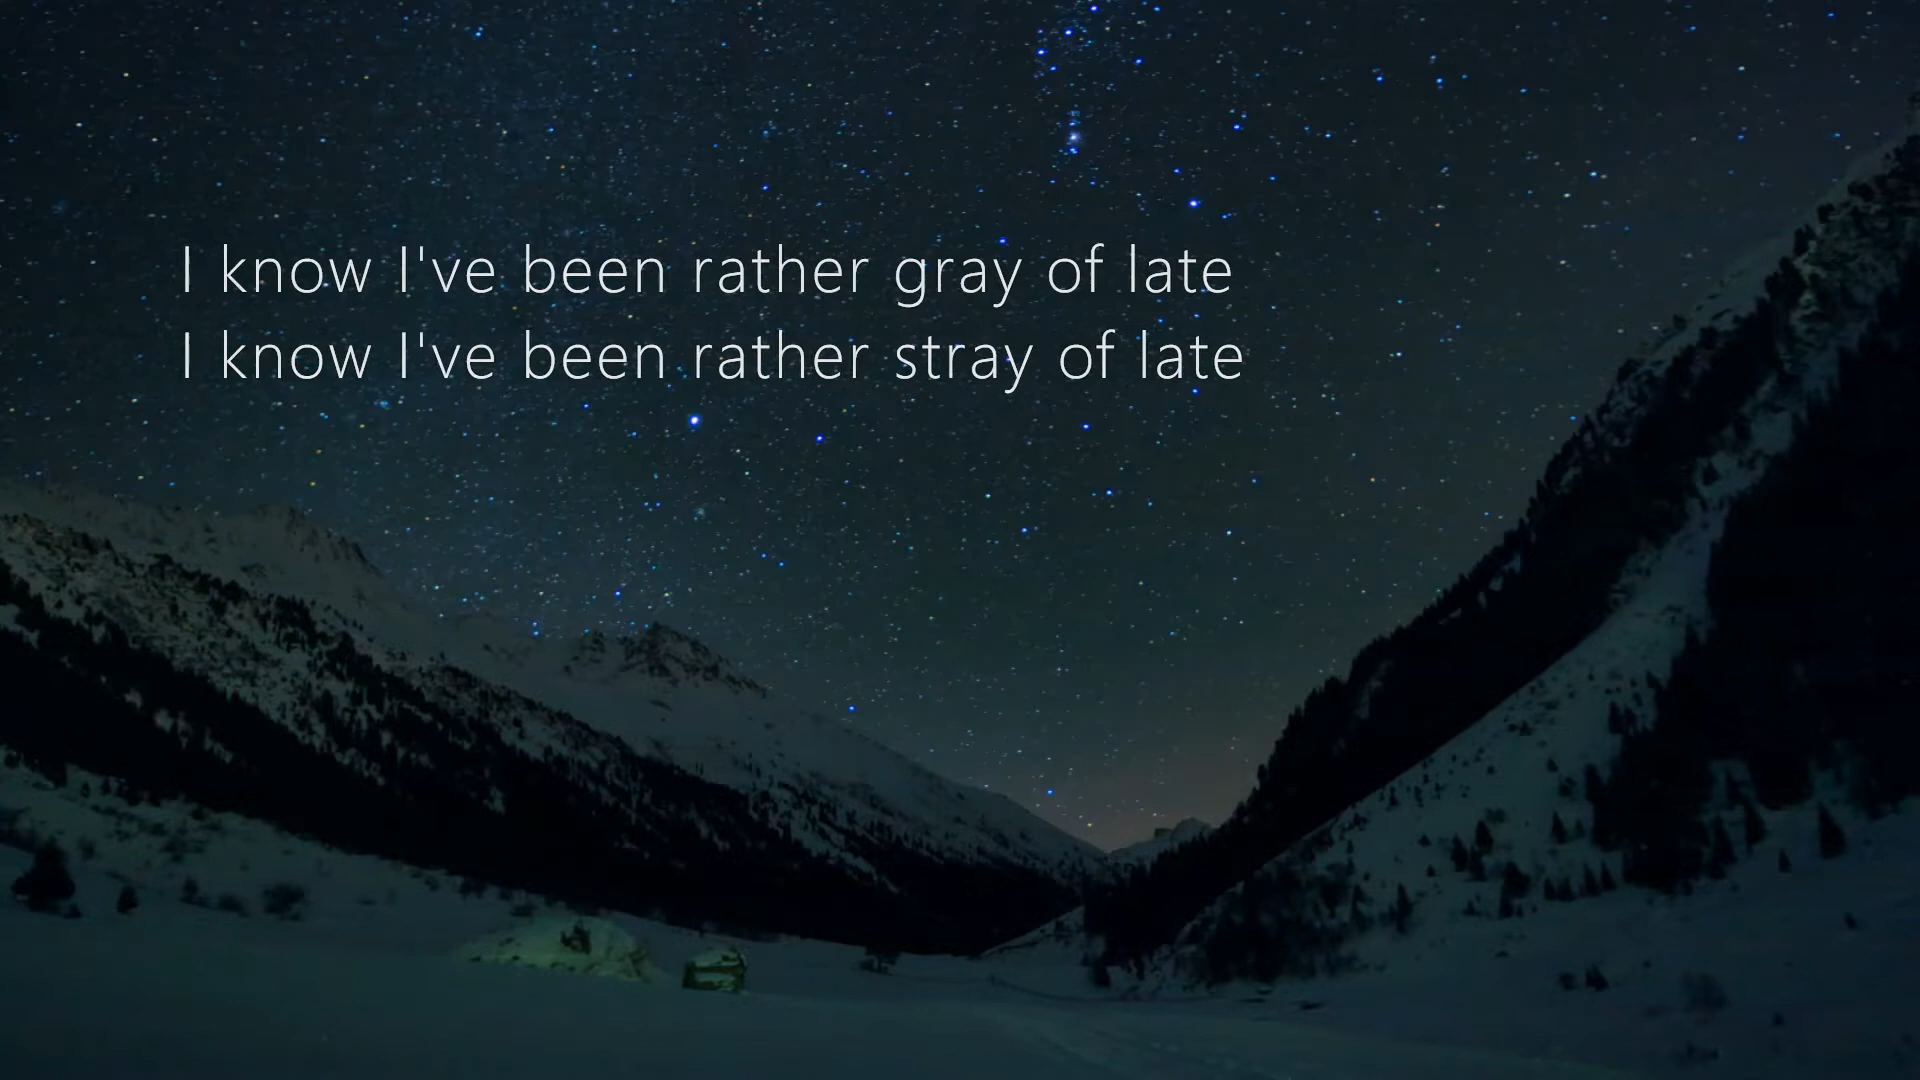 I know I've been rather gray of late
I know I've been rather stray of late